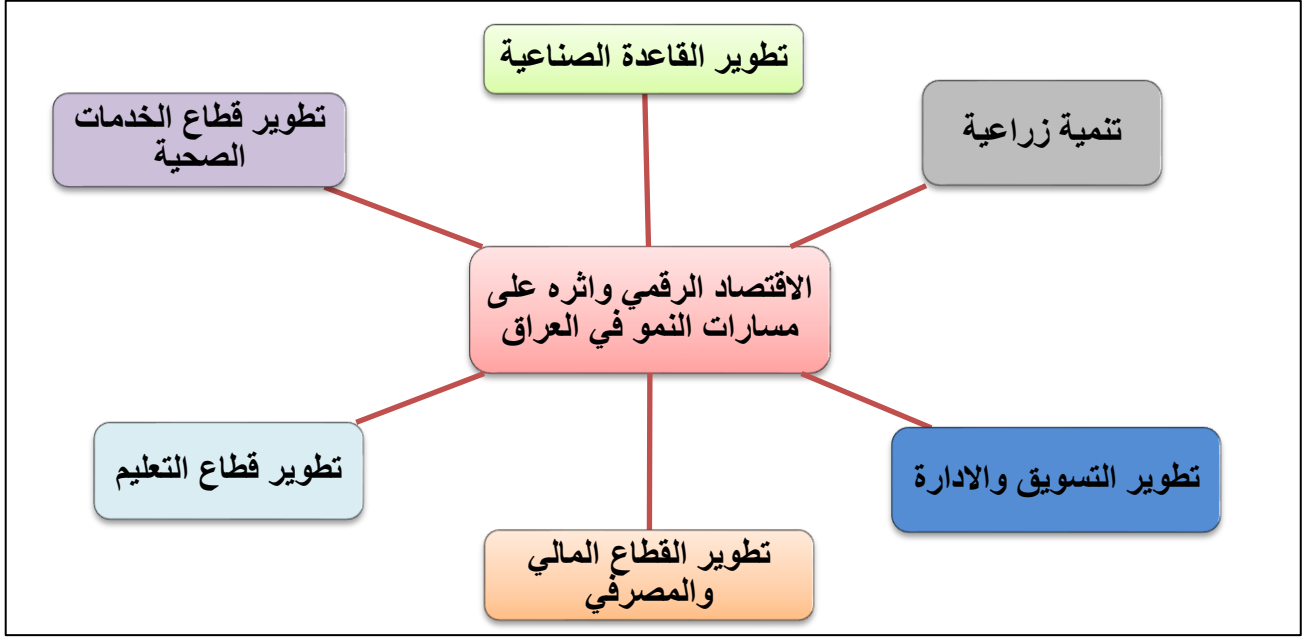 تطوير القاعدة الصناعية
تنمية زراعية
تطوير قطاع الخدمات
الصحية
الاقتصاد الرقمي واثره على
مسارات النمو في العراق
تطوير التسويق والادارة
تطوير قطاع التعليم
تطوير القطاع المالي
والمصرفي